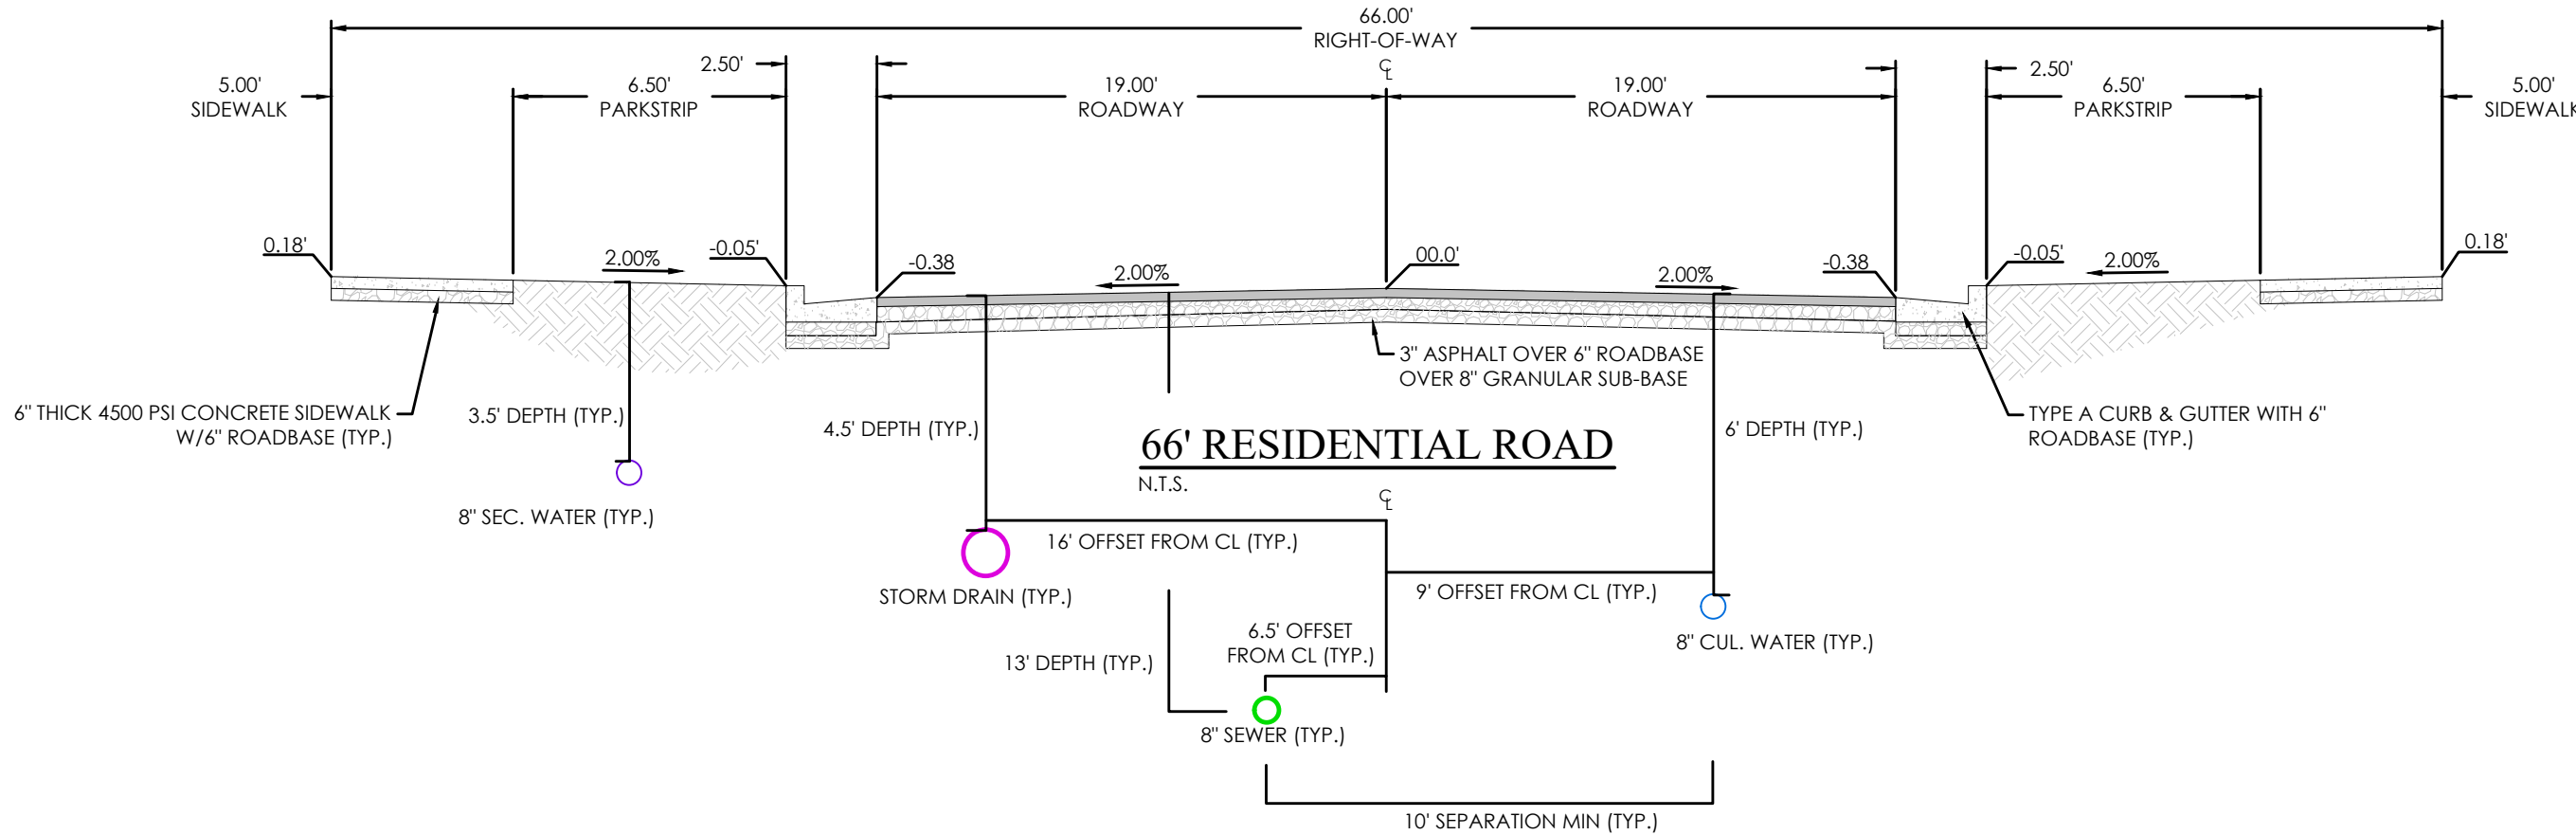 66.00'
RIGHT-OF-WAY
CL
2.50'
2.50'
5.00'
SIDEWALK
6.50'
PARKSTRIP
19.00'
ROADWAY
19.00'
ROADWAY
6.50'
PARKSTRIP
5.00'
SIDEWALK
0.18'
2.00%
-0.05'
-0.38
2.00%
00.0'
2.00%
-0.38
-0.05'
2.00%
0.18'
3" ASPHALT OVER 6" ROADBASE
OVER 8" GRANULAR SUB-BASE
6" THICK 4500 PSI CONCRETE SIDEWALK
W/6" ROADBASE (TYP.)
3.5' DEPTH (TYP.)
4.5' DEPTH (TYP.)
66' RESIDENTIAL ROAD
N.T.S.
6' DEPTH (TYP.)
TYPE A CURB & GUTTER WITH 6"
ROADBASE (TYP.)
CL
8" SEC. WATER (TYP.)
16' OFFSET FROM CL (TYP.)
STORM DRAIN (TYP.)
9' OFFSET FROM CL (TYP.)
8" CUL. WATER (TYP.)
6.5' OFFSET
FROM CL (TYP.)
13' DEPTH (TYP.)
8" SEWER (TYP.)
10' SEPARATION MIN (TYP.)